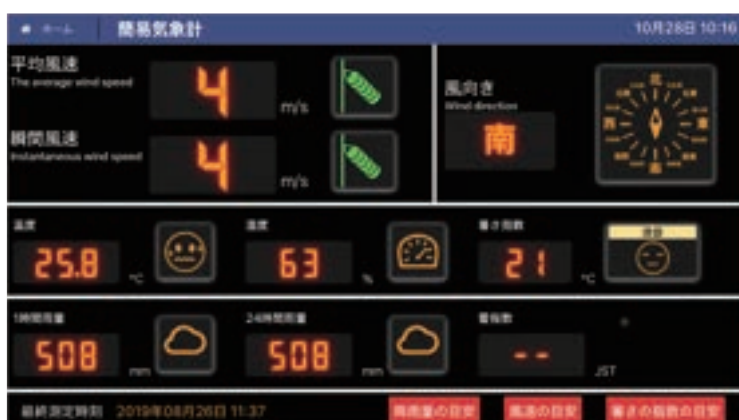 ホーム 簡易気象計 10月28日 10:16
平均風速
The average wind speed
4 m/s
瞬間風速
Instantaneous wind speed
4 m/s
風向き
Wind direction
南
北
東
南
西
温度
25.8 ℃
湿度
63 %
暑さ指数
21 ℃
1時間雨量
508 mm
24時間雨量
508 mm
雷指数
-- JST
最終測定時刻 2019年08月26日 11:37
降雨量の目安
風速の目安
暑さの指数の目安